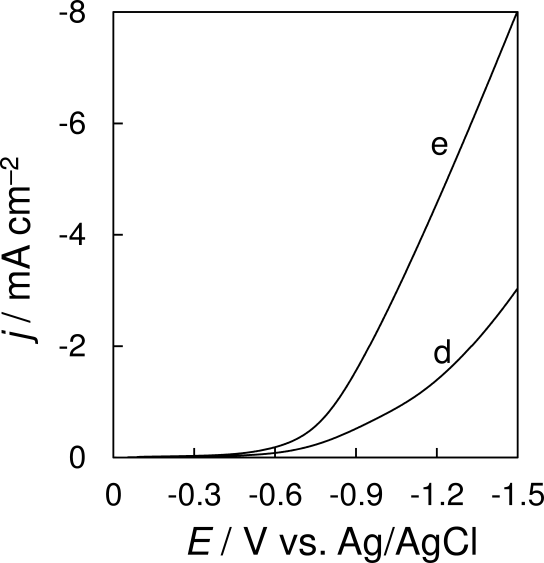 -8
-6
-4
-2
0
j / mA cm⁻²
e
d
0 -0.3 -0.6 -0.9 -1.2 -1.5
E / V vs. Ag/AgCl